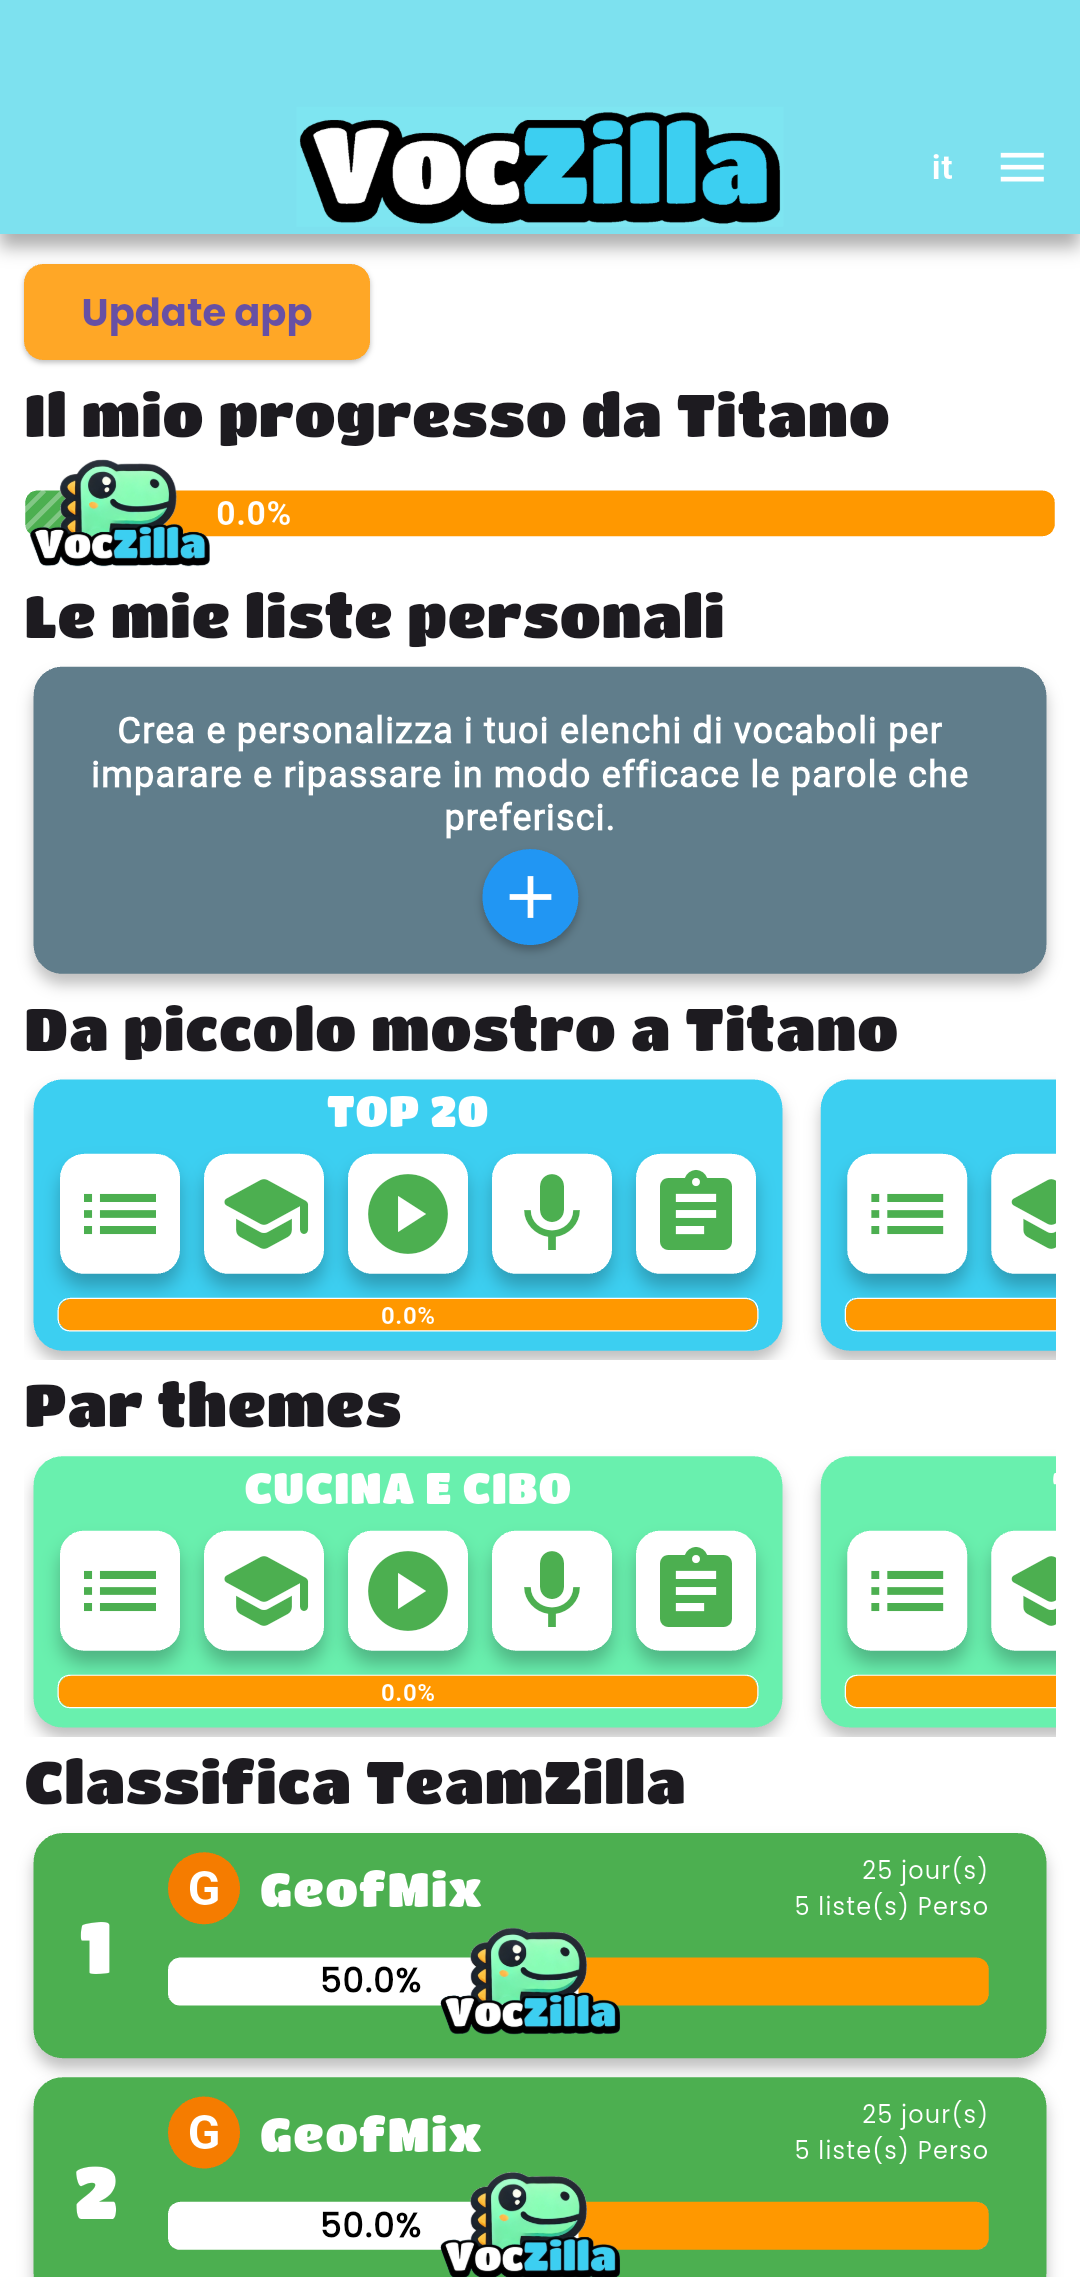 VocZilla
it
Update app
Il mio progresso da Titano
0.0%
VocZilla
Le mie liste personali
Crea e personalizza i tuoi elenchi di vocaboli per
imparare e ripassare in modo efficace le parole che
preferisci.
Da piccolo mostro a Titano
TOP 20
0.0%
Par themes
CUCINA E CIBO
0.0%
Classifica TeamZilla
1
G
GeofMix
25 jour(s)
5 liste(s) Perso
50.0%
VocZilla
2
G
GeofMix
25 jour(s)
5 liste(s) Perso
50.0%
VocZilla